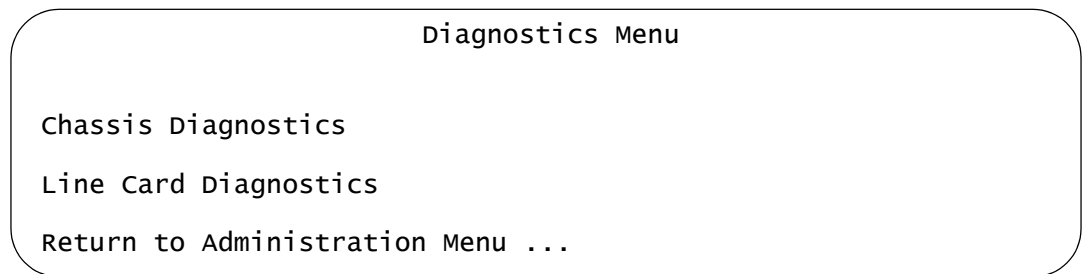 Diagnostics Menu
Chassis Diagnostics
Line Card Diagnostics
Return to Administration Menu ...